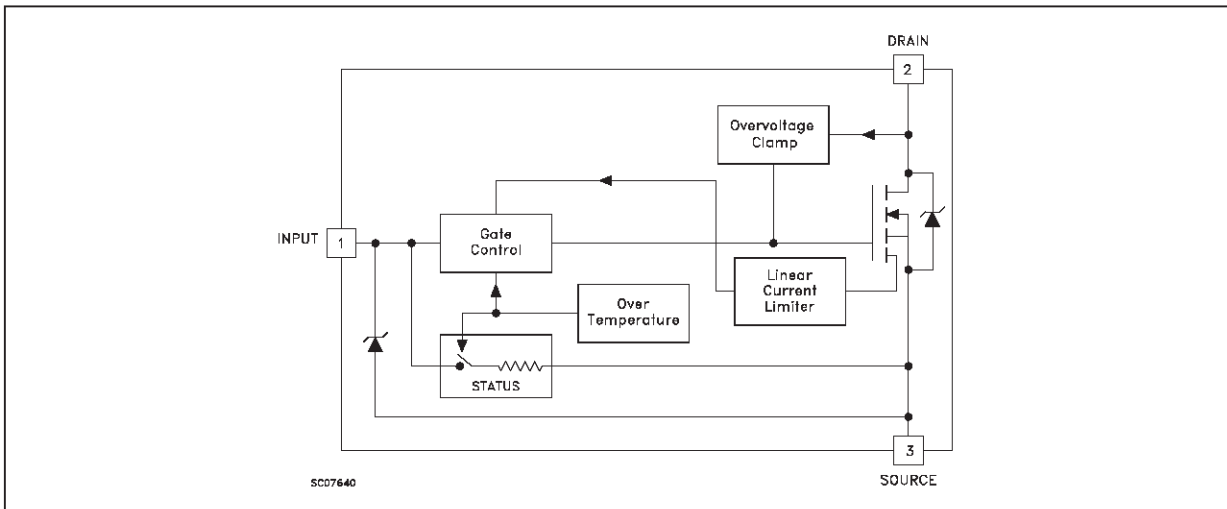 DRAIN
2
Overvoltage
Clamp
INPUT
1
Gate
Control
Linear
Current
Limiter
Over
Temperature
STATUS
3
SC07640
SOURCE